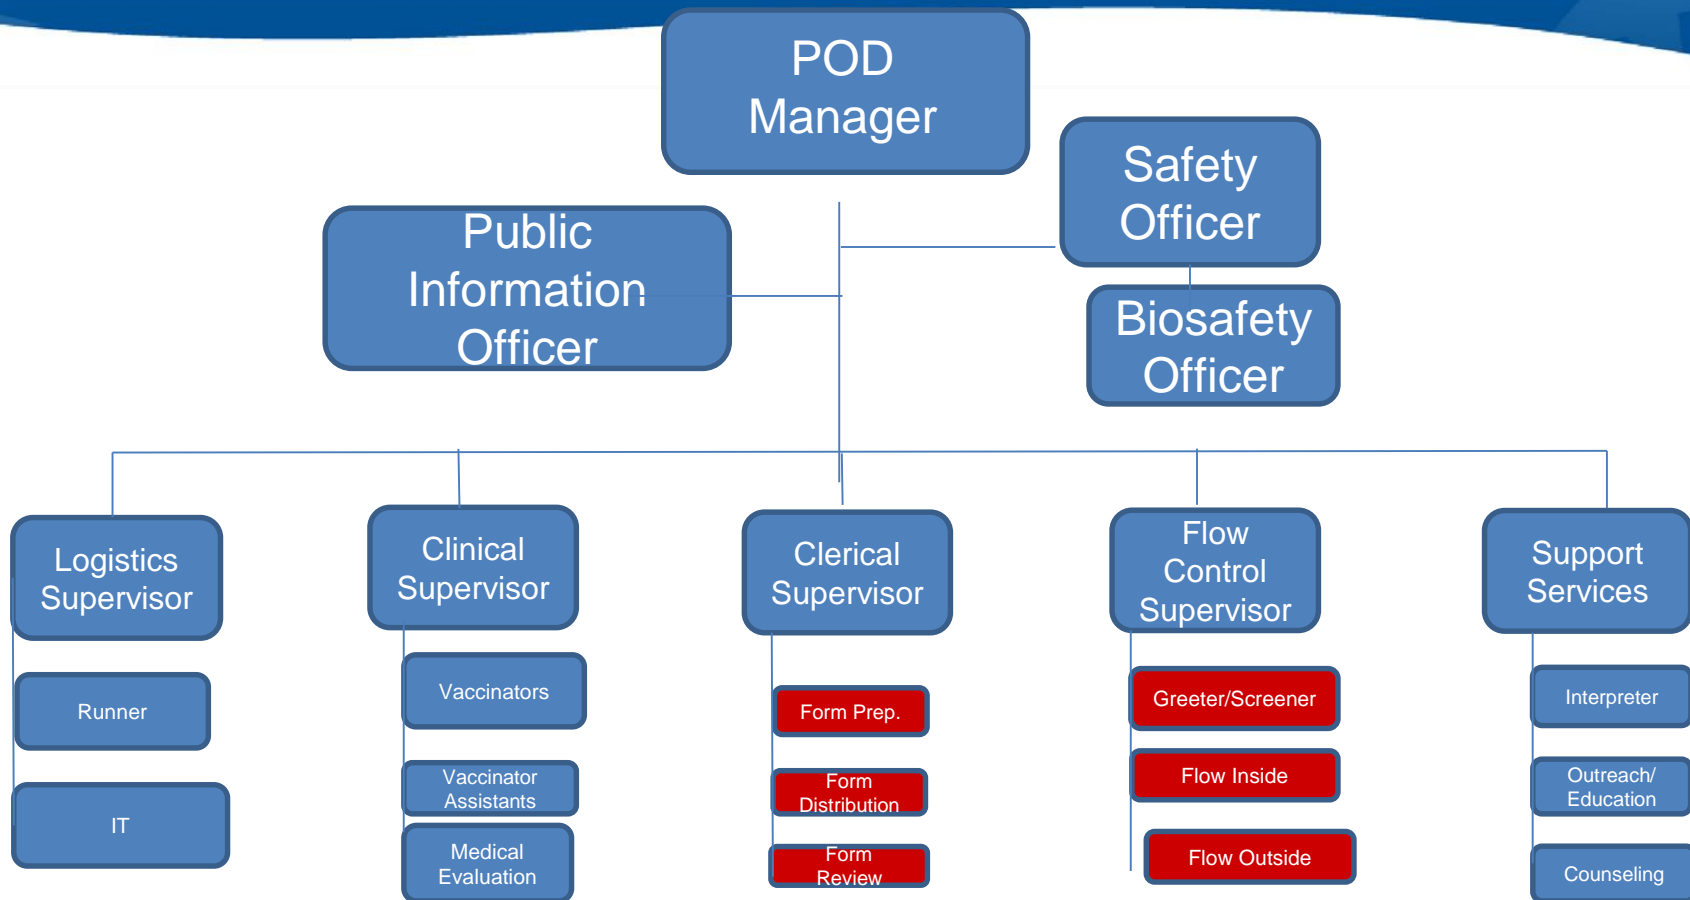 POD
Manager
Safety
Officer
Public
Information
Officer
Biosafety
Officer
Logistics
Supervisor
Clinical
Supervisor
Clerical
Supervisor
Flow
Control
Supervisor
Support
Services
Runner
IT
Vaccinators
Vaccinator
Assistants
Medical
Evaluation
Form Prep.
Form
Distribution
Form
Review
Greeter/Screener
Flow Inside
Flow Outside
Interpreter
Outreach/
Education
Counseling